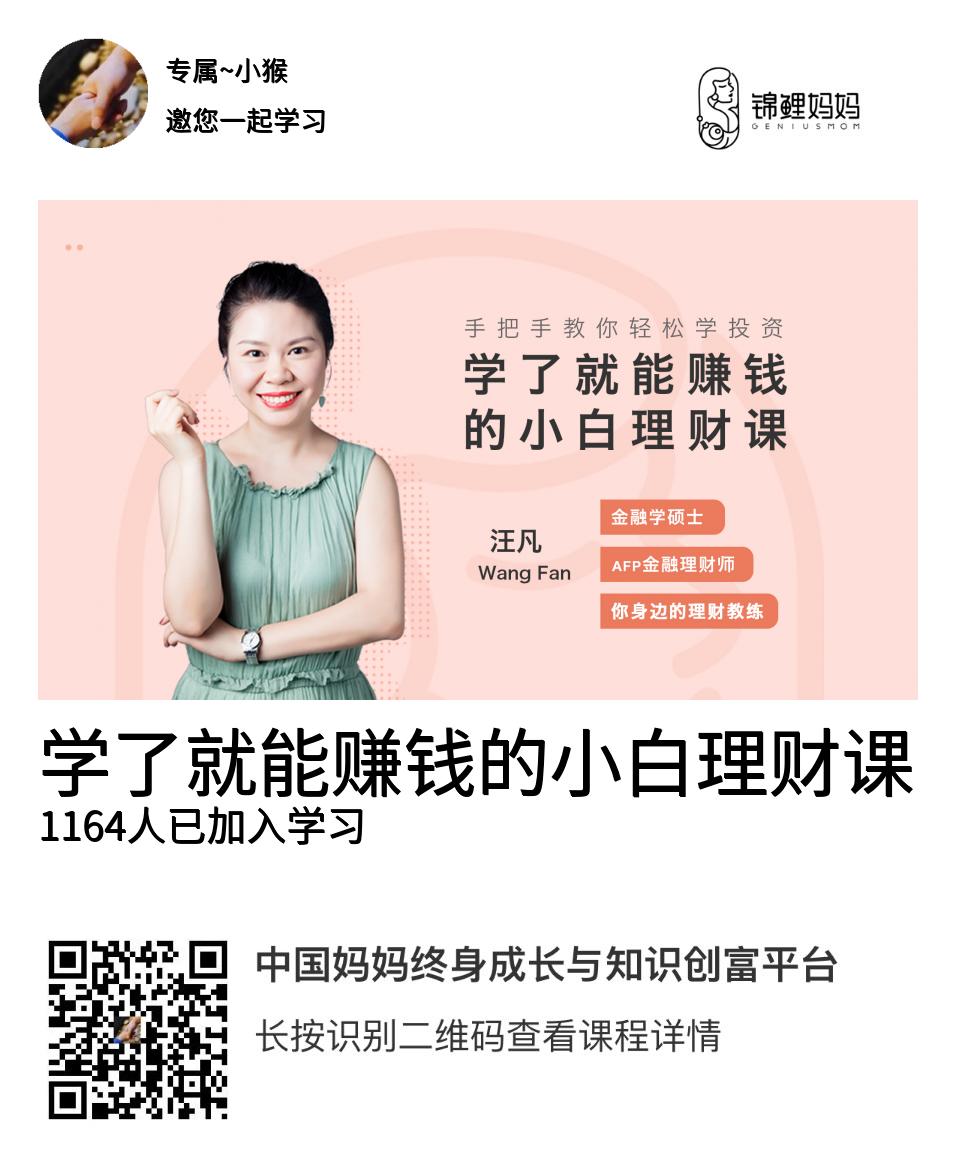 专属~小猴
邀您一起学习
锦鲤妈妈
GENIUSMOM
手把手教你轻松学投资
学了就能赚钱
的小白理财课
汪凡
Wang Fan
金融学硕士
AFP金融理财师
你身边的理财教练
学了就能赚钱的小白理财课
1164人已加入学习
中国妈妈终身成长与知识创富平台
长按识别二维码查看课程详情